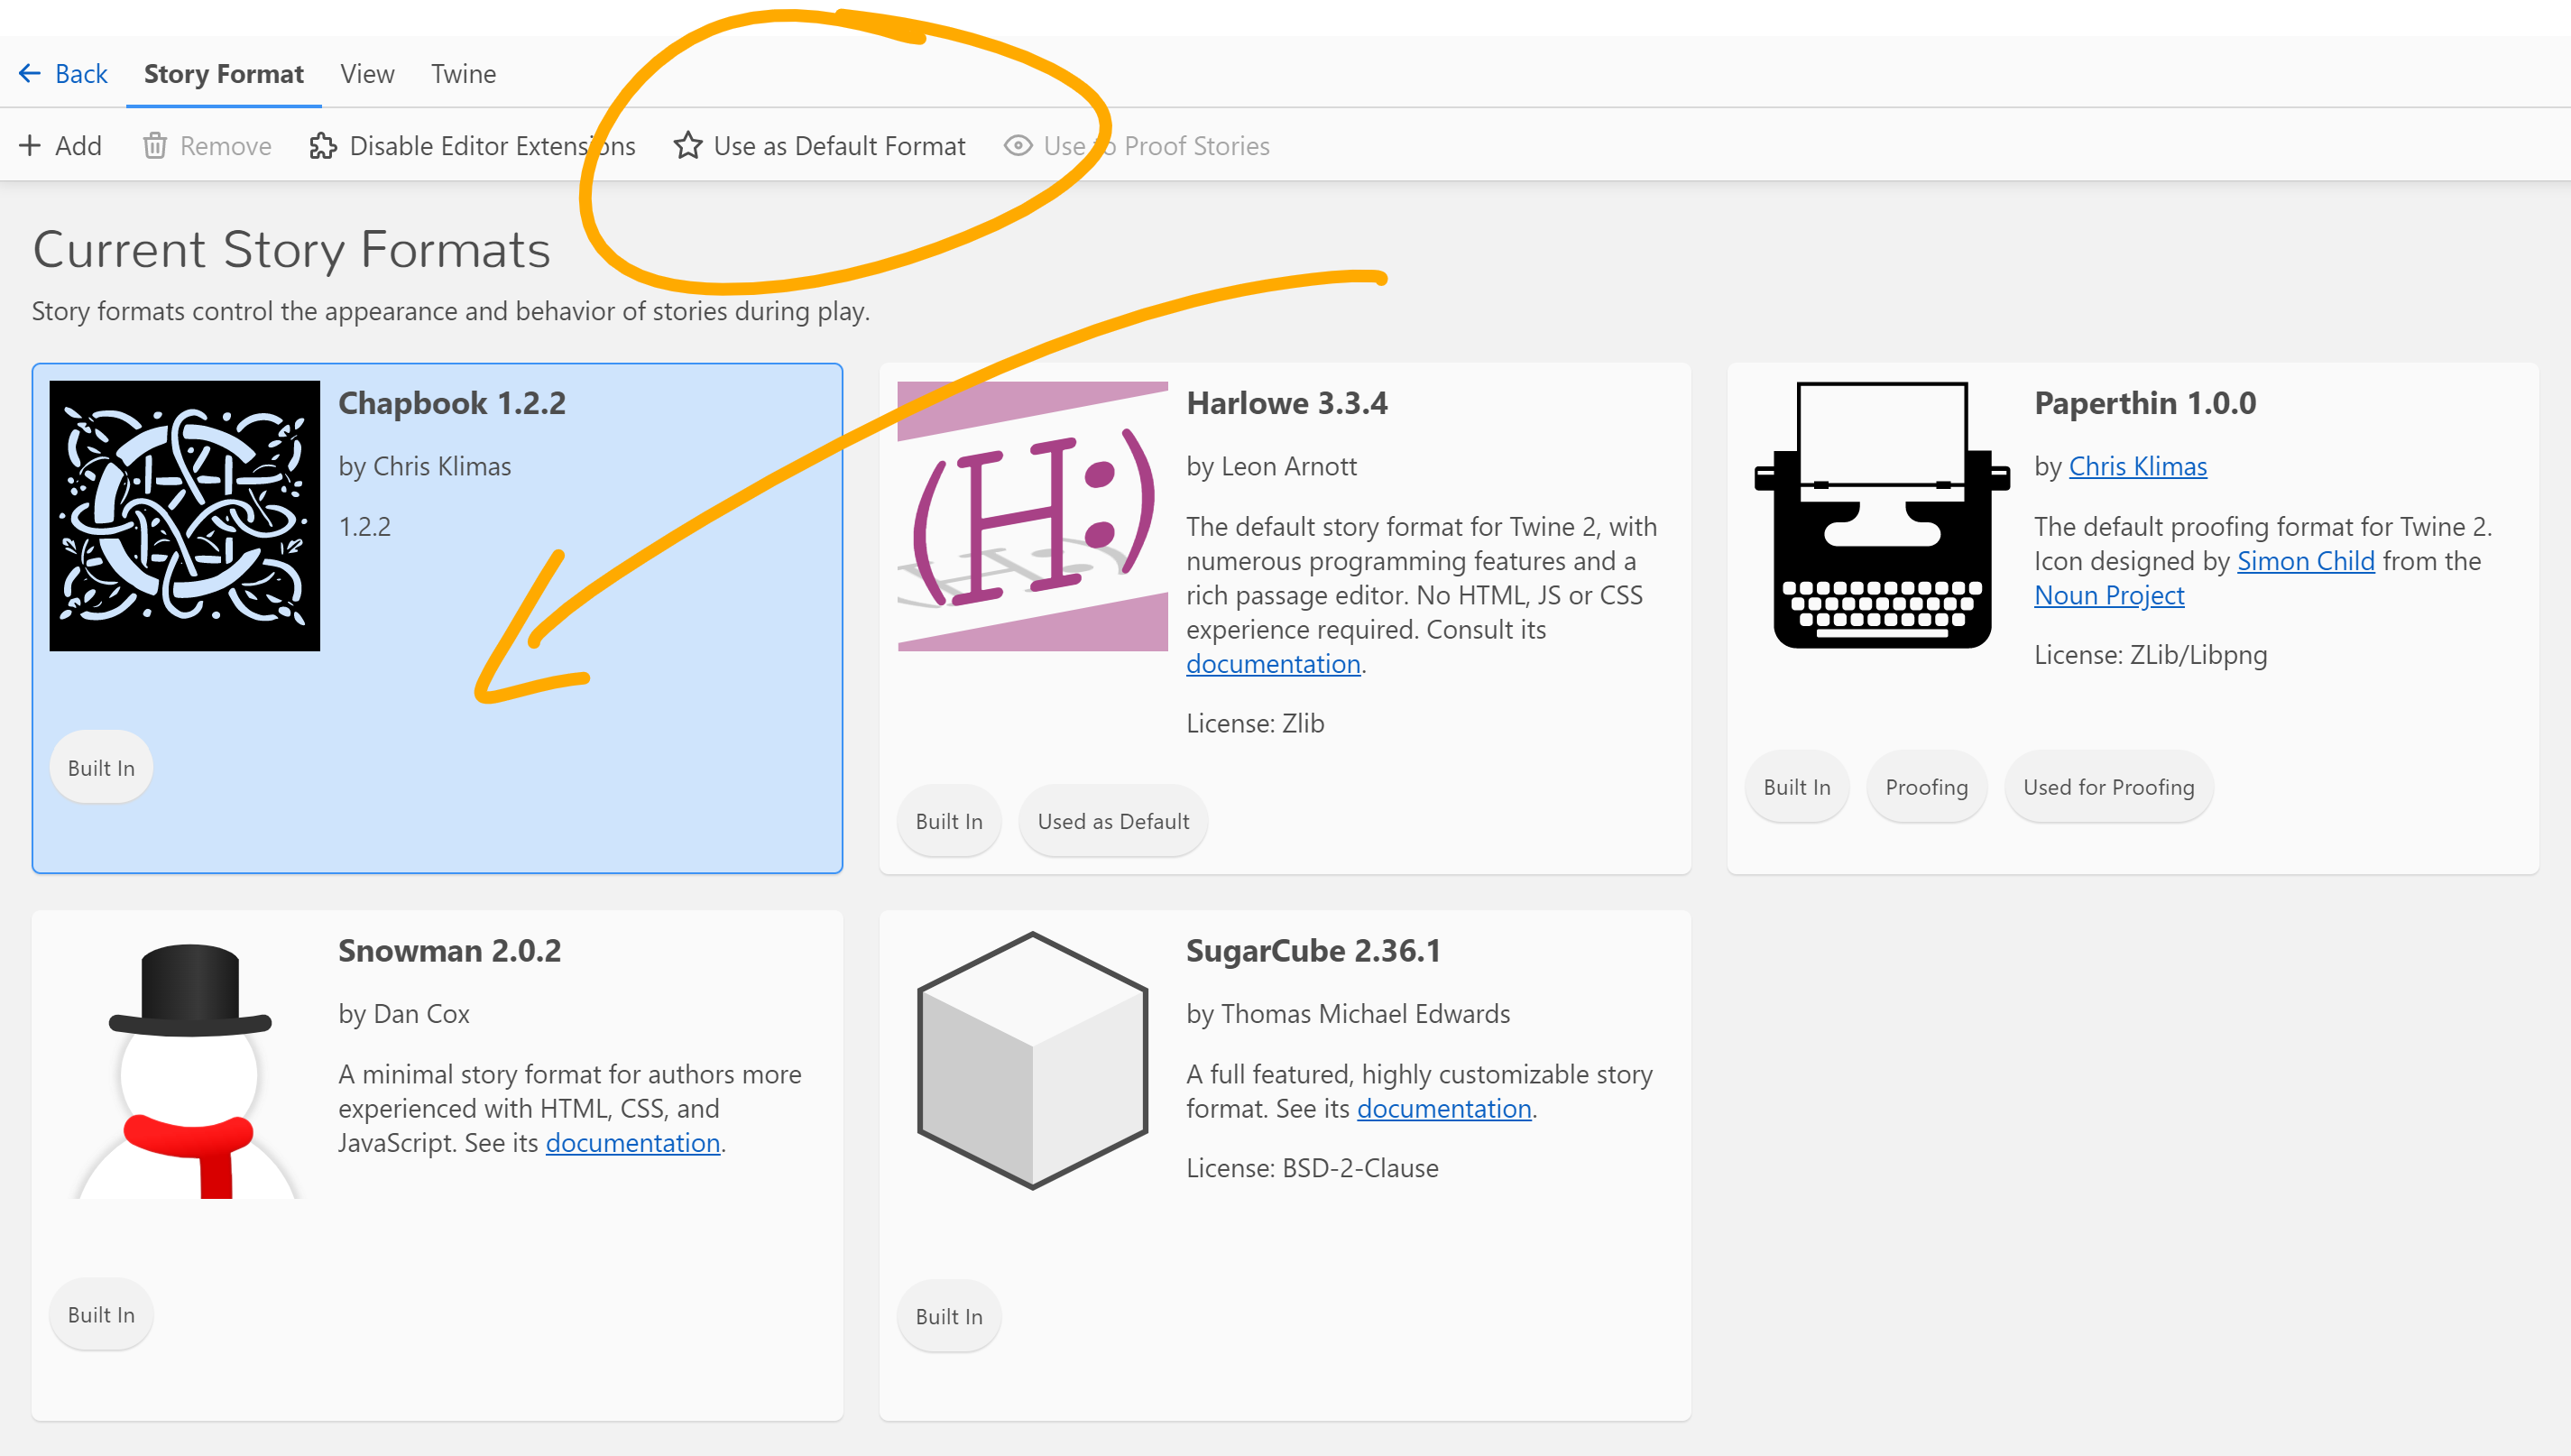 Back Story Format View Twine
Add Remove Disable Editor Extensions Use as Default Format Use to Proof Stories
Current Story Formats
Story formats control the appearance and behavior of stories during play.
Chapbook 1.2.2
by Chris Klimas
1.2.2
Built In
(H:)
Harlowe 3.3.4
by Leon Arnott
The default story format for Twine 2, with
numerous programming features and a
rich passage editor. No HTML, JS or CSS
experience required. Consult its
documentation.
License: Zlib
Built In Used as Default
Paperthin 1.0.0
by Chris Klimas
The default proofing format for Twine 2.
Icon designed by Simon Child from the
Noun Project
License: ZLib/Libpng
Built In Proofing Used for Proofing
Snowman 2.0.2
by Dan Cox
A minimal story format for authors more
experienced with HTML, CSS, and
JavaScript. See its documentation.
Built In
SugarCube 2.36.1
by Thomas Michael Edwards
A full featured, highly customizable story
format. See its documentation.
License: BSD-2-Clause
Built In